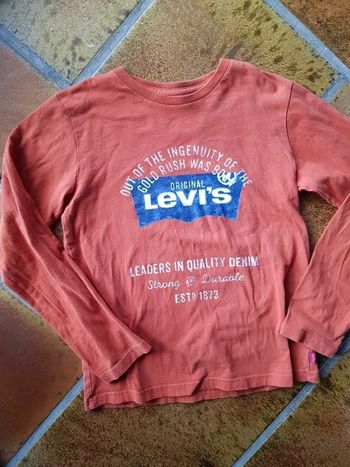 OUT OF THE INGENUITY OF THE
GOLD RUSH WAS BORN
ORIGINAL
LEVI'S
LEADERS IN QUALITY DENIM
Strong AND Durable
ESTD 1873